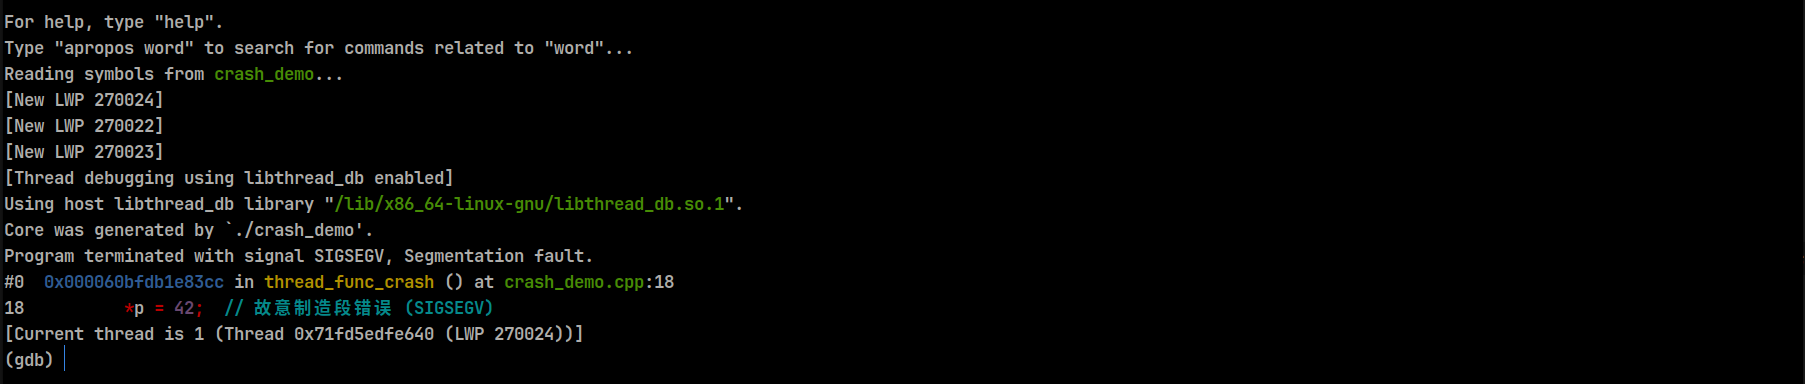 For help, type "help".
Type "apropos word" to search for commands related to "word"...
Reading symbols from crash_demo...
[New LWP 270024]
[New LWP 270022]
[New LWP 270023]
[Thread debugging using libthread_db enabled]
Using host libthread_db library "/lib/x86_64-linux-gnu/libthread_db.so.1".
Core was generated by `./crash_demo'.
Program terminated with signal SIGSEGV, Segmentation fault.
#0  0x000060bfdb1e83cc in thread_func_crash () at crash_demo.cpp:18
18          *p = 42;  // 故意制造段错误 (SIGSEGV)
[Current thread is 1 (Thread 0x71fd5edfe640 (LWP 270024))]
(gdb)